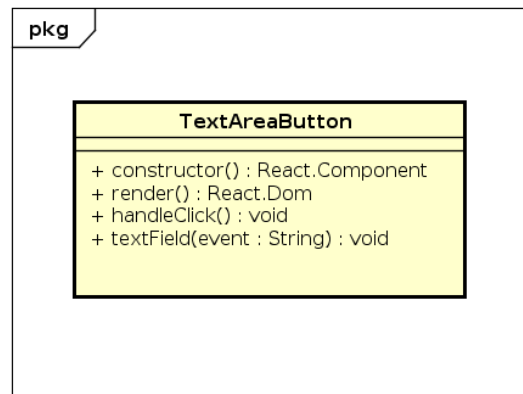 pkg
TextAreaButton
+ constructor() : React.Component
+ render() : React.Dom
+ handleClick() : void
+ textField(event : String) : void